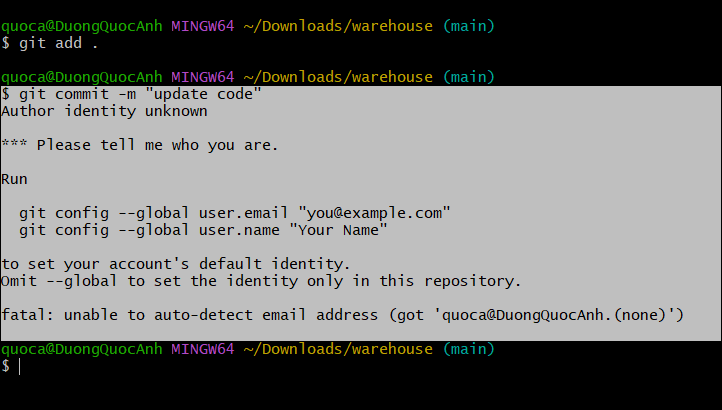 quoca@DuongQuocAnh MINGW64 ~/Downloads/warehouse (main)
$ git add .
quoca@DuongQuocAnh MINGW64 ~/Downloads/warehouse (main)
$ git commit -m "update code"
Author identity unknown
*** Please tell me who you are.
Run
git config --global user.email "you@example.com"
git config --global user.name "Your Name"
to set your account's default identity.
Omit --global to set the identity only in this repository.
fatal: unable to auto-detect email address (got 'quoca@DuongQuocAnh.(none)')
quoca@DuongQuocAnh MINGW64 ~/Downloads/warehouse (main)
$